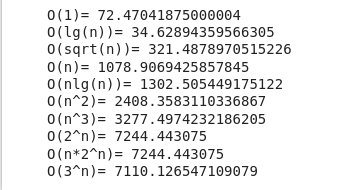 O(1)= 72.47041875000004
O(lg(n))= 34.62894359566305
O(sqrt(n))= 321.4878970515226
O(n)= 1078.9069425857845
O(nlg(n))= 1302.505449175122
O(n^2)= 2408.3583110336867
O(n^3)= 3277.4974232186205
O(2^n)= 7244.443075
O(n*2^n)= 7244.443075
O(3^n)= 7110.126547109079